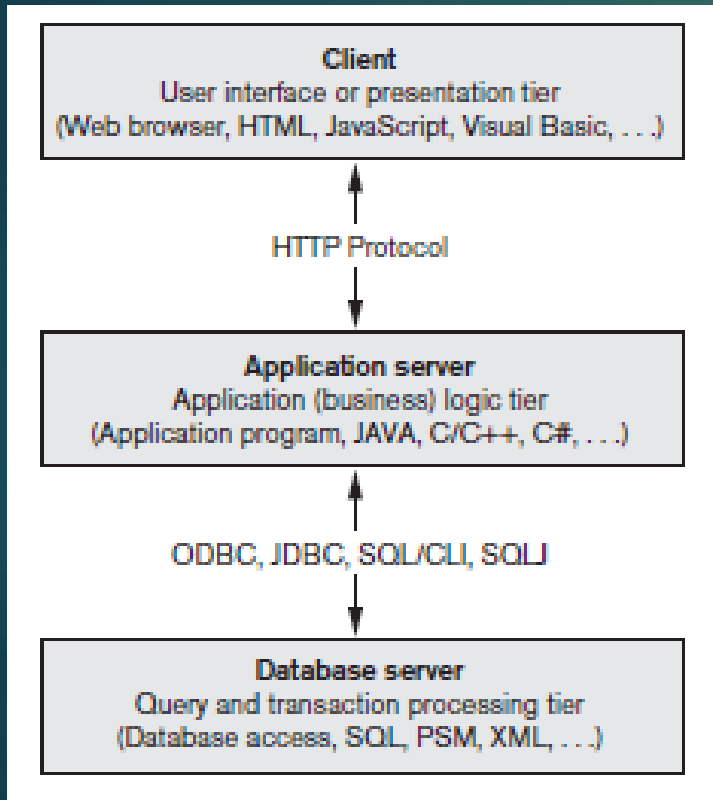 Client
User interface or presentation tier
(Web browser, HTML, JavaScript, Visual Basic, . . .)
HTTP Protocol
Application server
Application (business) logic tier
(Application program, JAVA, C/C++, C#, . . .)
ODBC, JDBC, SQL/CLI, SQLJ
Database server
Query and transaction processing tier
(Database access, SQL, PSM, XML, . . .)